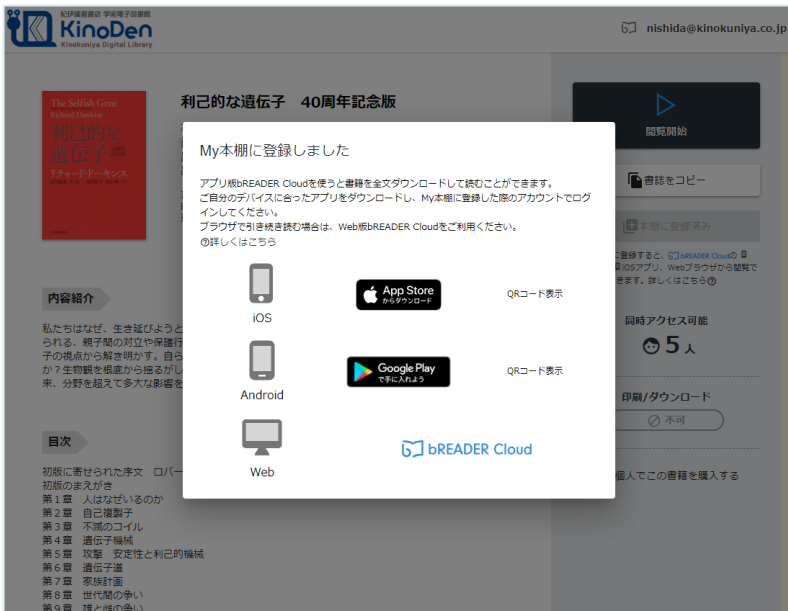 紀伊國屋書店 学術電子図書館
KinoDen
Kinokuniya Digital Library
nishida@kinokuniya.co.jp
The Selfish Gene
Richard Dawkins
利己的な
遺伝子
リチャード・ドーキンス
利己的な遺伝子 40周年記念版
閲覧開始
書誌をコピー
本棚に登録済み
に登録すると、bREADER Cloudの
iOSアプリ、Webブラウザから閲覧で
きます。詳しくはこちら
同時アクセス可能
5人
印刷/ダウンロード
不可
個人でこの書籍を購入する
My本棚に登録しました
アプリ版bREADER Cloudを使うと書籍を全文ダウンロードして読むことができます。
ご自分のデバイスに合ったアプリをダウンロードし、My本棚に登録した際のアカウントでログ
インしてください。
ブラウザで引き続き読む場合は、Web版bREADER Cloudをご利用ください。
詳しくはこちら
iOS
App Store
からダウンロード
QRコード表示
Android
Google Play
で手に入れよう
QRコード表示
Web
bREADER Cloud
内容紹介
私たちはなぜ、生き延びようと
られる、親子間の対立や保護行
子の視点から解き明かす。自ら
か？生物観を根底から揺るがし
来、分野を超えて多大な影響を
目次
初版に寄せられた序文 ロバー
初版のまえがき
第1章 人はなぜいるのか
第2章 自己複製子
第3章 不滅のコイル
第4章 遺伝子機械
第5章 攻撃 安定性と利己的機械
第6章 遺伝子道
第7章 家族計画
第8章 世代間の争い
第9章 雄と雌の争い